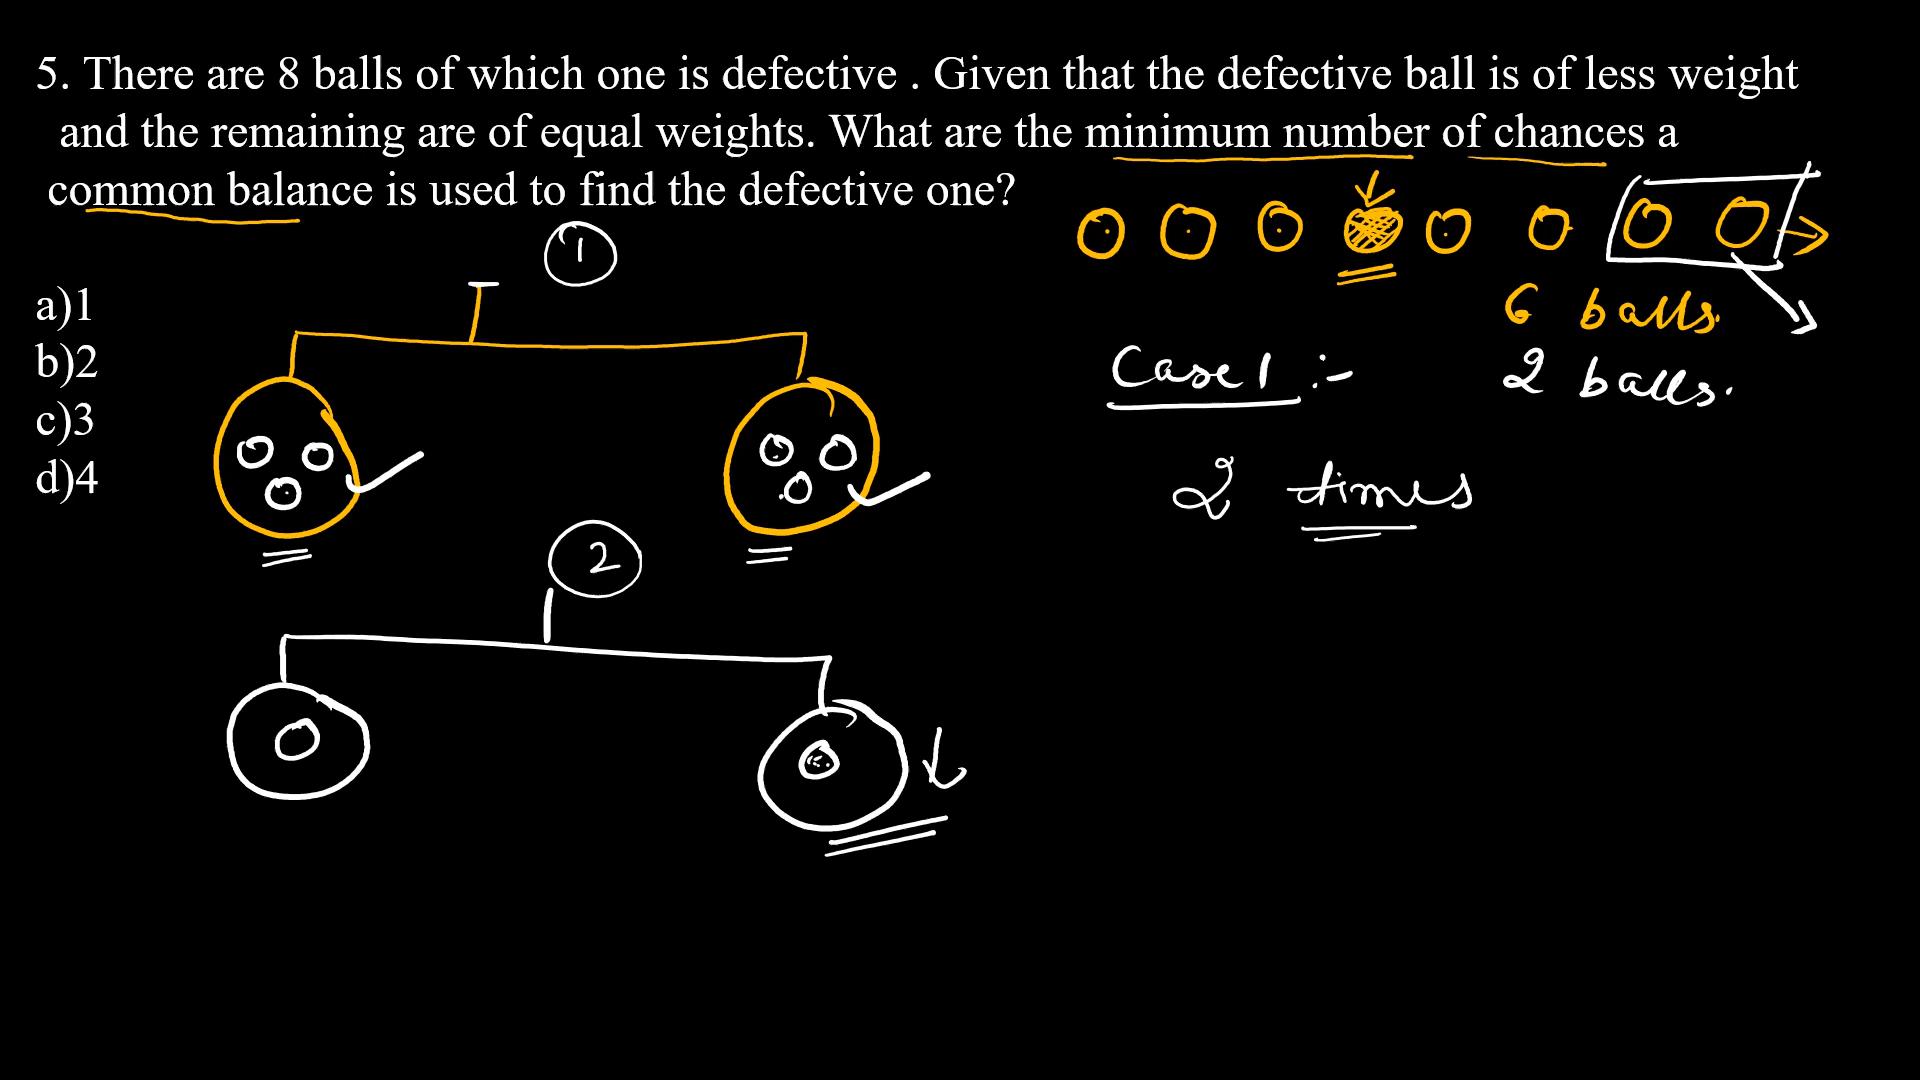 5. There are 8 balls of which one is defective . Given that the defective ball is of less weight
and the remaining are of equal weights. What are the minimum number of chances a
common balance is used to find the defective one?
1
a)1
b)2
c)3
d)4
6 balls.
2 balls.
Case 1 :-
2 times
2